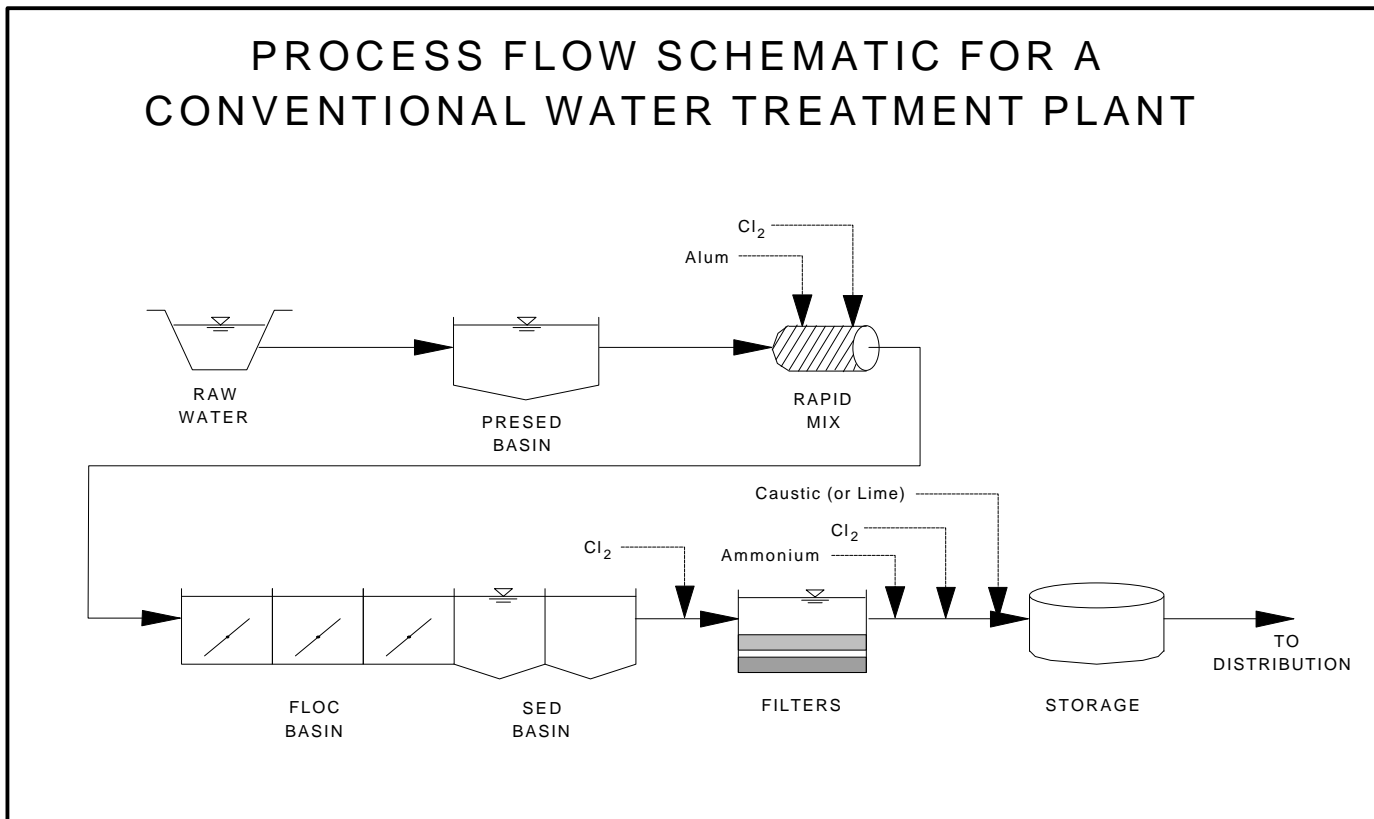 PROCESS FLOW SCHEMATIC FOR A
CONVENTIONAL WATER TREATMENT PLANT
Cl₂
Alum
RAW
WATER
PRESED
BASIN
RAPID
MIX
Caustic (or Lime)
Cl₂
Cl₂
Ammonium
FLOC
BASIN
SED
BASIN
FILTERS
STORAGE
TO
DISTRIBUTION